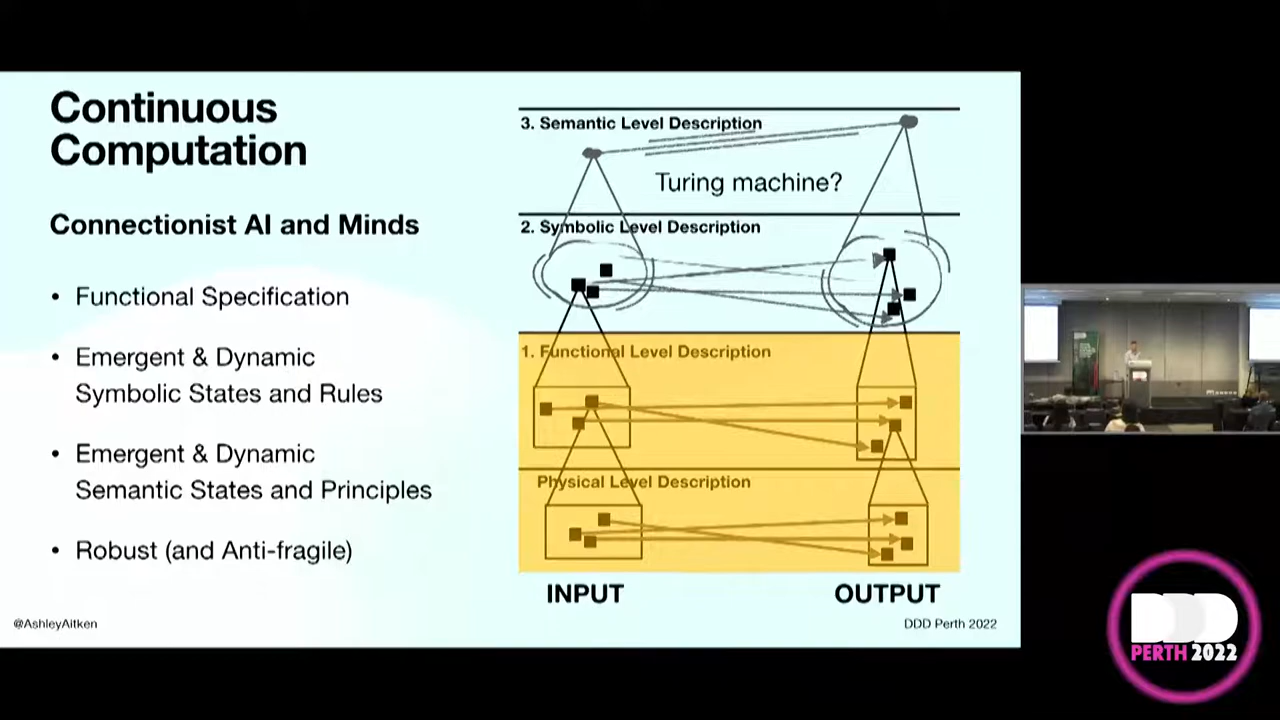 Continuous
Computation
Connectionist AI and Minds
• Functional Specification
• Emergent & Dynamic
Symbolic States and Rules
• Emergent & Dynamic
Semantic States and Principles
• Robust (and Anti-fragile)
3. Semantic Level Description
Turing machine?
2. Symbolic Level Description
1. Functional Level Description
Physical Level Description
INPUT
OUTPUT
@AshleyAitken
DDD Perth 2022
DDD
PERTH 2022